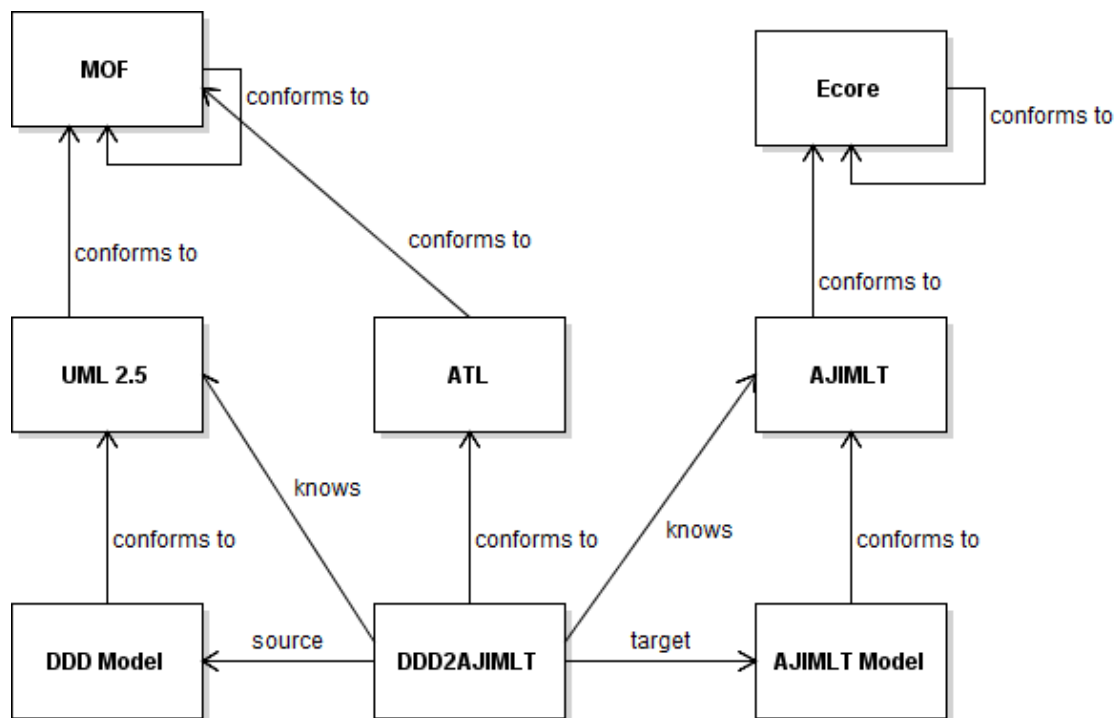 MOF
Ecore
conforms to
conforms to
conforms to
conforms to
conforms to
UML 2.5
ATL
AJIMLT
knows
knows
conforms to
conforms to
conforms to
source
target
DDD Model
DDD2AJIMLT
AJIMLT Model